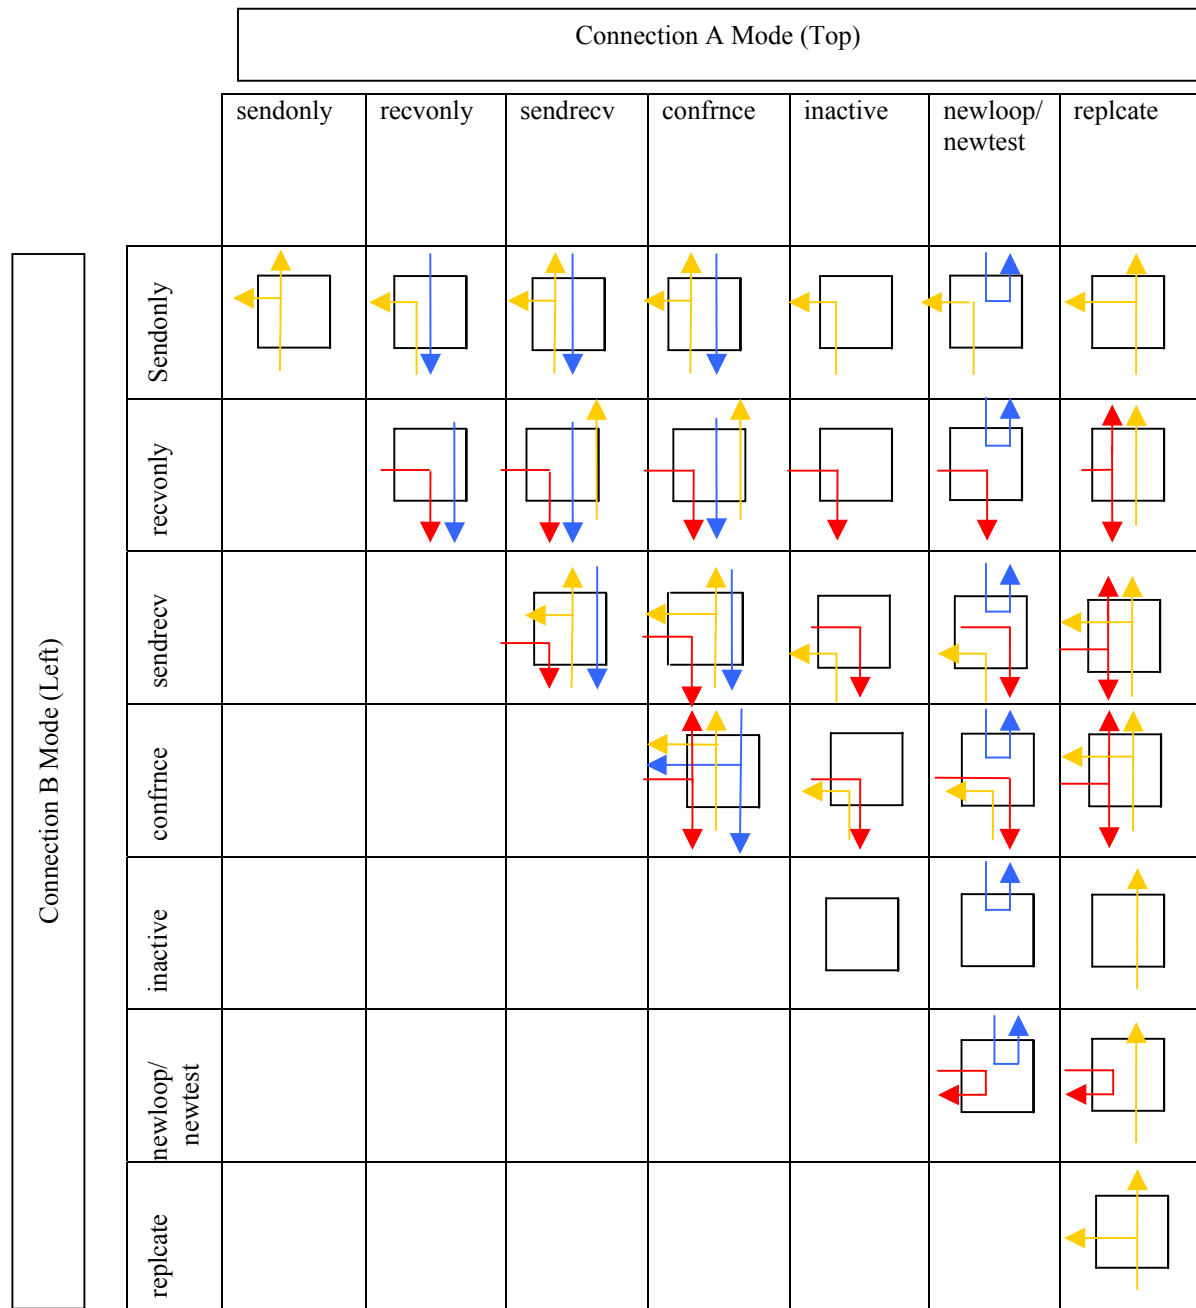 Connection A Mode (Top)
sendonly
recvonly
sendrecv
confrnce
inactive
newloop/
newtest
replcate
Connection B Mode (Left)
Sendonly
recvonly
sendrecv
confrnce
inactive
newloop/
newtest
replcate